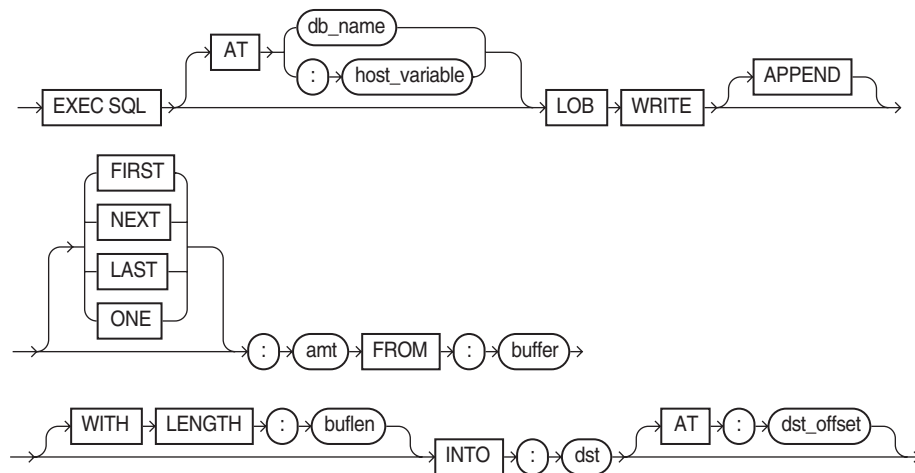 AT db_name
: host_variable
EXEC SQL LOB WRITE APPEND
FIRST
NEXT
LAST
ONE
: amt FROM : buffer
WITH LENGTH : buflen AT : dst_offset
INTO : dst